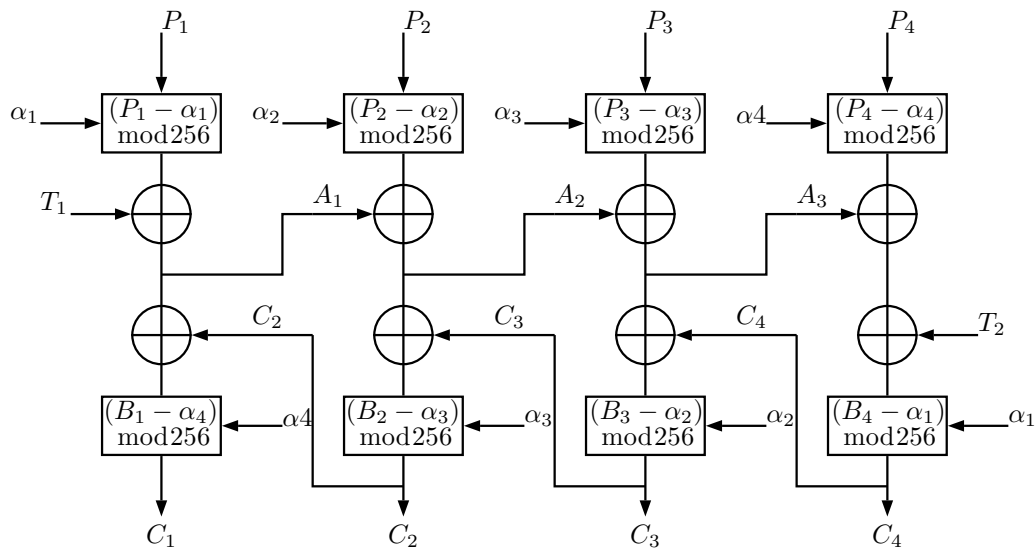 P₁ P₂ P₃ P₄
α₁ (P₁ − α₁) α₂ (P₂ − α₂) α₃ (P₃ − α₃) α4 (P₄ − α₄)
mod256 mod256 mod256 mod256
T₁ A₁ A₂ A₃
C₂ C₃ C₄ T₂
(B₁ − α₄) α4 (B₂ − α₃) α₃ (B₃ − α₂) α₂ (B₄ − α₁) α₁
mod256 mod256 mod256 mod256
C₁ C₂ C₃ C₄